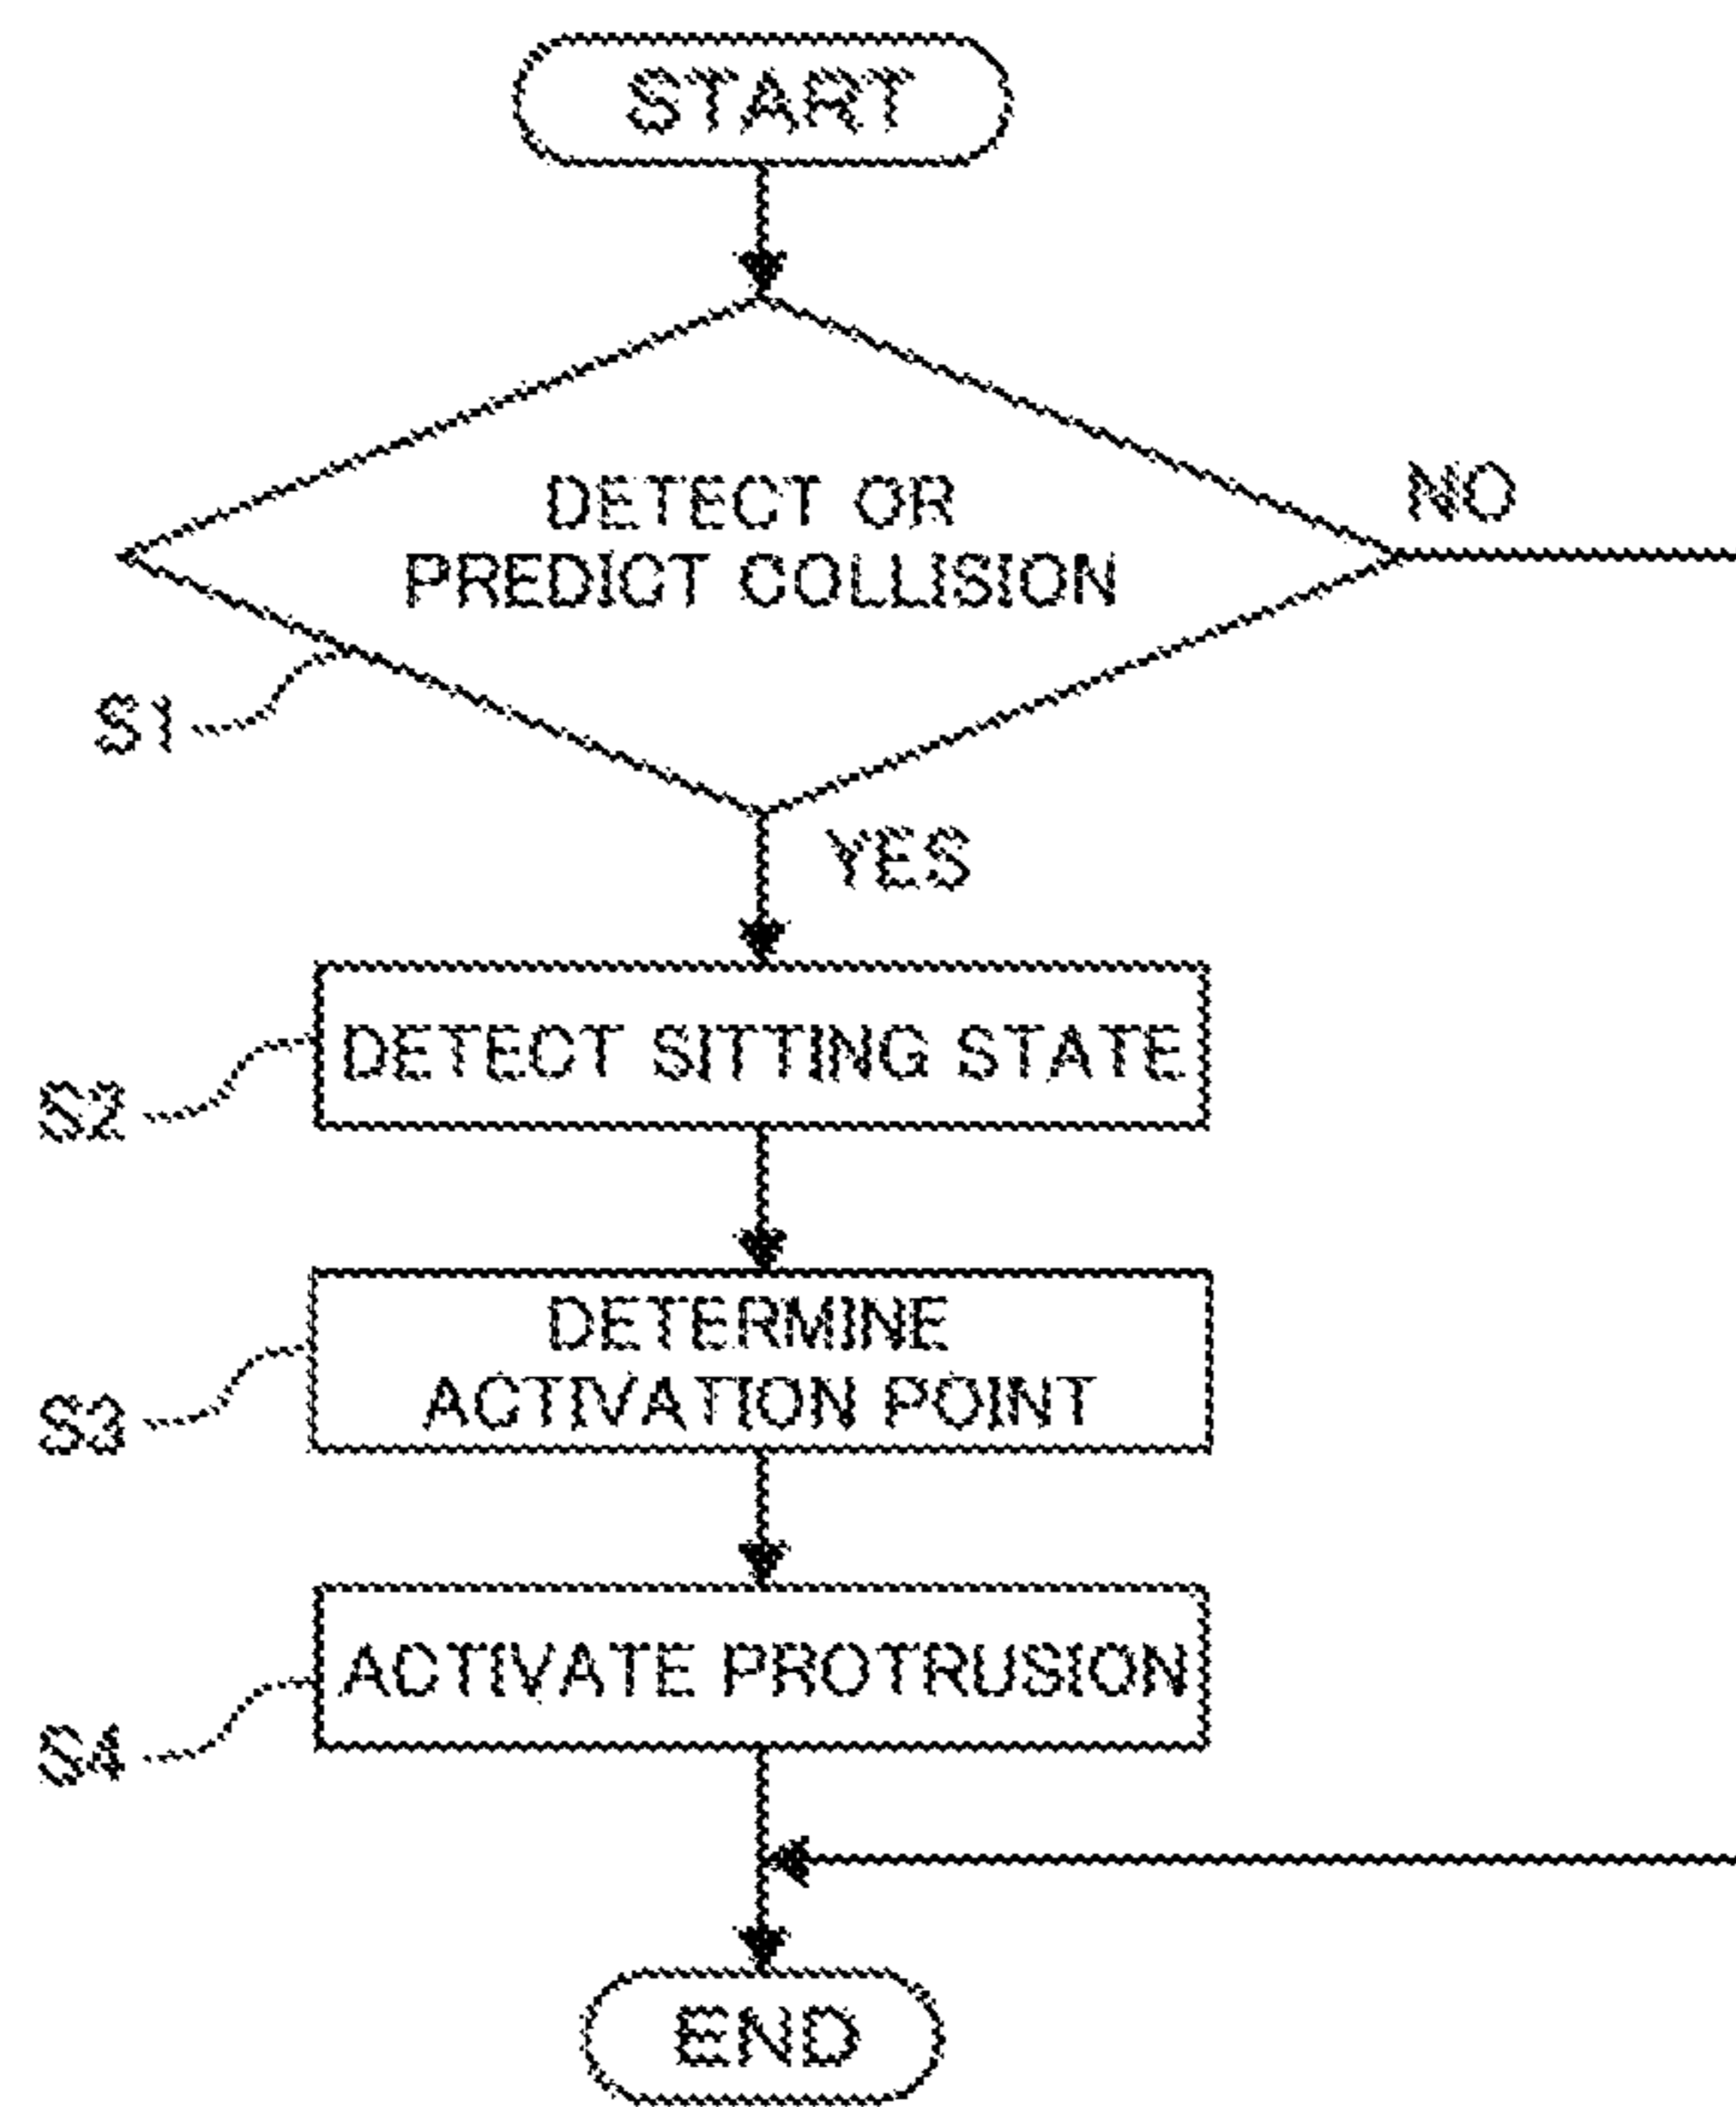 START
DETECT OR
PREDICT COLLISION
NO
S1
YES
DETECT SITTING STATE
S2
DETERMINE
ACTIVATION POINT
S3
ACTIVATE PROTRUSION
S4
END